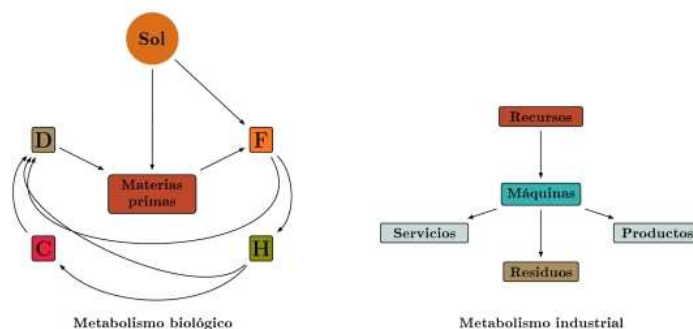 Sol
D
F
Materias
primas
C
H
Metabolismo biológico
Recursos
Máquinas
Servicios
Productos
Residuos
Metabolismo industrial